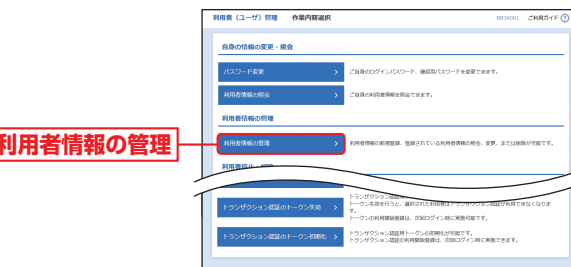 利用者（ユーザ）管理 作業内容選択
BRSK001 ご利用ガイド ?
自身の情報の変更・照会
パスワード変更 >
ご自身のログインパスワード、確認用パスワードを変更できます。
利用者情報の照会 >
ご自身の利用者情報を照会できます。
利用者情報の管理
利用者情報の管理
利用者情報の管理 >
利用者情報の新規登録、登録されている利用者情報の照会、変更、または削除が可能です。
トランザクション認証のトークン失効 >
トークン失効を行うと、選択された利用者はトランザクション認証が利用できなくなります。
トークンの利用開始登録は、次回ログイン時に実施可能です。
トランザクション認証のトークン初期化 >
トランザクション認証用トークンの初期化が可能です。
トランザクション認証の利用開始登録は、次回ログイン時に実施できます。